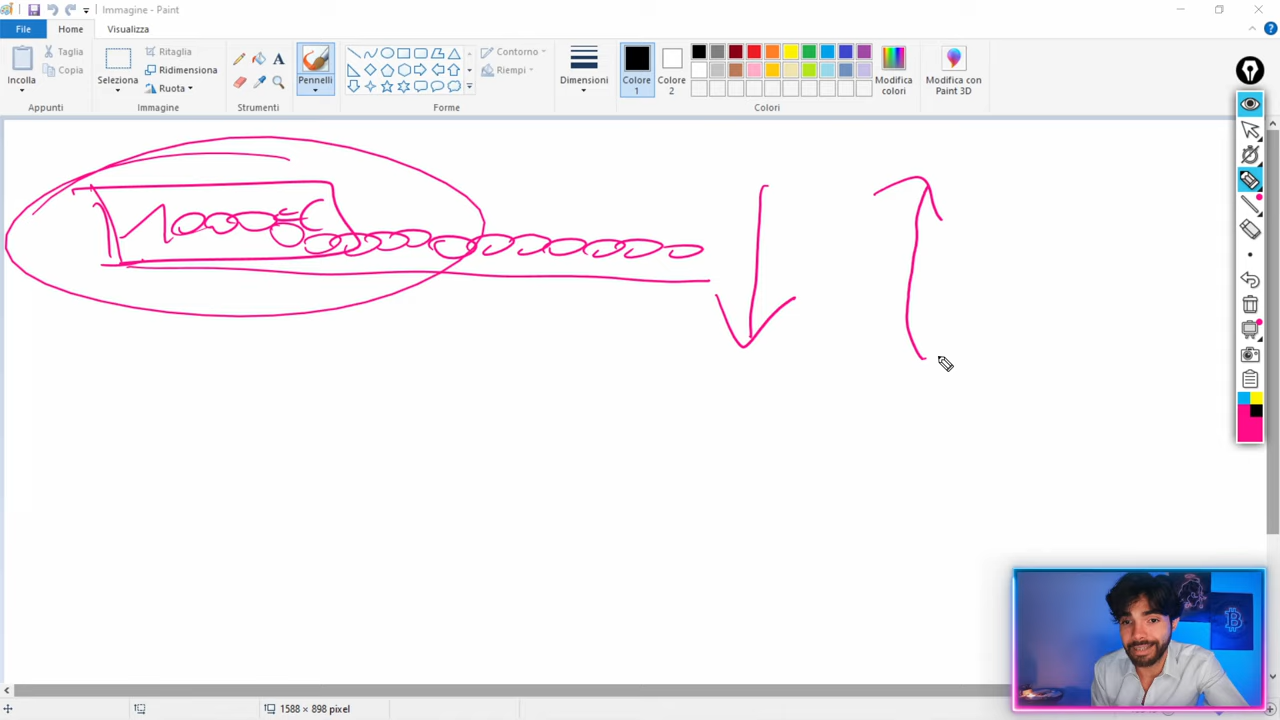 Immagine - Paint
File Home Visualizza
Incolla
Taglia
Copia
Appunti
Seleziona
Ritaglia
Ridimensiona
Ruota
Immagine
Strumenti
Pennelli
Contorno
Riempi
Forme
Dimensioni
Colore
1
Colore
2
Modifica
colori
Colori
Modifica con
Paint 3D
1588 × 898 pixel